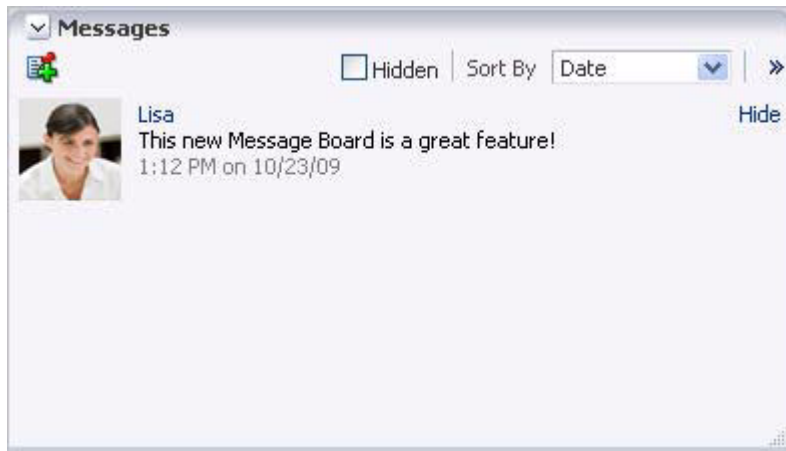 Messages
Hidden Sort By Date »
Lisa Hide
This new Message Board is a great feature!
1:12 PM on 10/23/09